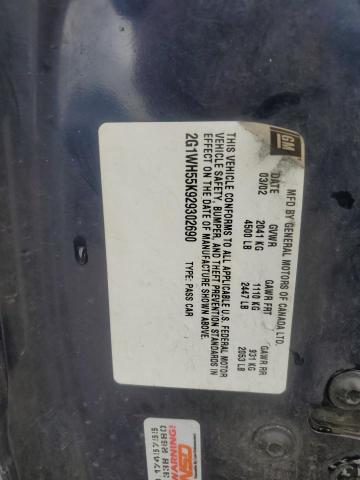 GM
MFD BY GENERAL MOTORS OF CANADA LTD.
DATE GVWR GAWR FRT GAWR RR
03/02 2041 KG 1110 KG 931 KG
4500 LB 2447 LB 2053 LB
THIS VEHICLE CONFORMS TO ALL APPLICABLE U.S. FEDERAL MOTOR
VEHICLE SAFETY, BUMPER, AND THEFT PREVENTION STANDARDS IN
EFFECT ON THE DATE OF MANUFACTURE SHOWN ABOVE.
2G1WH55K929302690 TYPE: PASS CAR
WARNING!